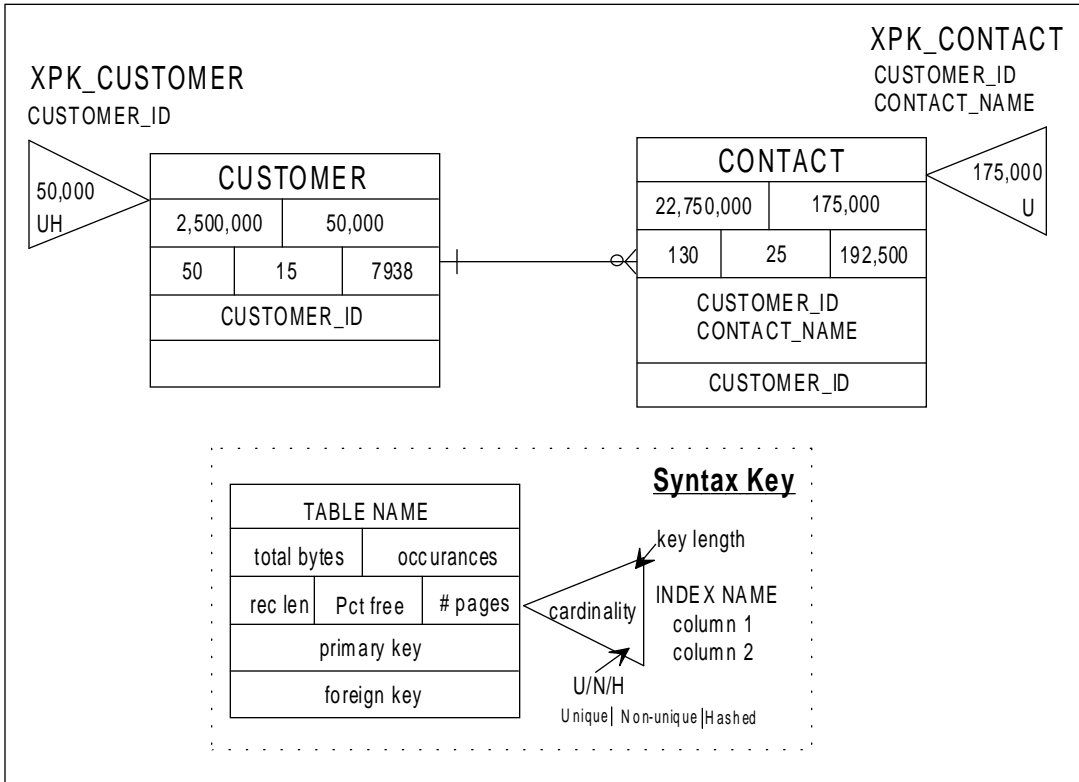 XPK_CUSTOMER
CUSTOMER_ID
50,000
UH
CUSTOMER
2,500,000 50,000
50 15 7938
CUSTOMER_ID
XPK_CONTACT
CUSTOMER_ID
CONTACT_NAME
175,000
U
CONTACT
22,750,000 175,000
130 25 192,500
CUSTOMER_ID
CONTACT_NAME
CUSTOMER_ID
Syntax Key
TABLE NAME
total bytes occurances
rec len Pct free # pages
primary key
foreign key
cardinality
key length
INDEX NAME
column 1
column 2
U/N/H
Unique| Non-unique|Hashed